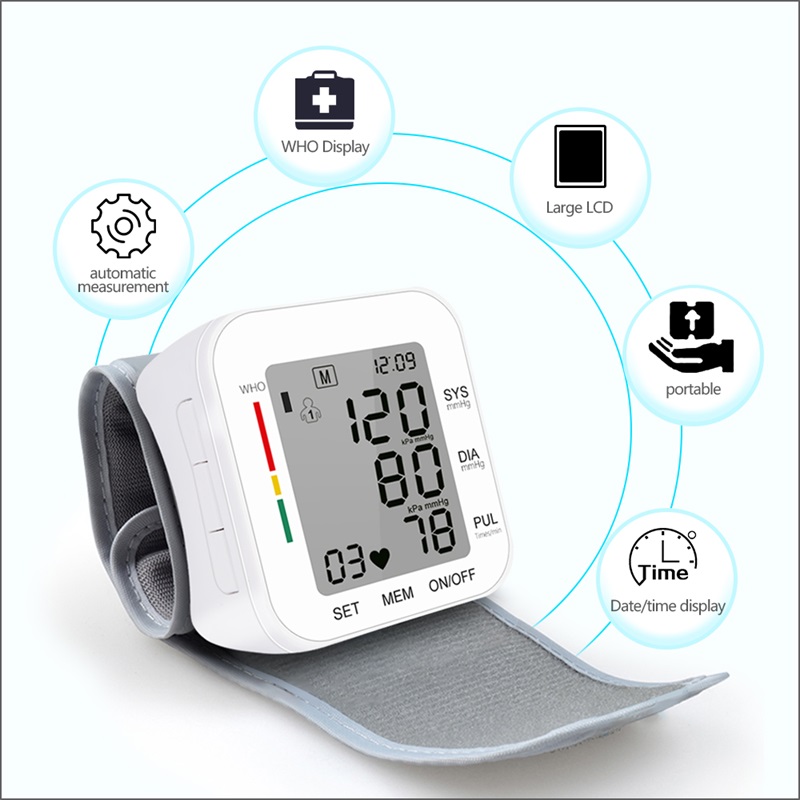 WHO Display
Large LCD
automatic
measurement
portable
WHO
M
12:09
1
120
SYS
mmHg
kPa mmHg
80
DIA
mmHg
kPa mmHg
78
PUL
Times/min
03
SET MEM ON/OFF
Time
Date/time display